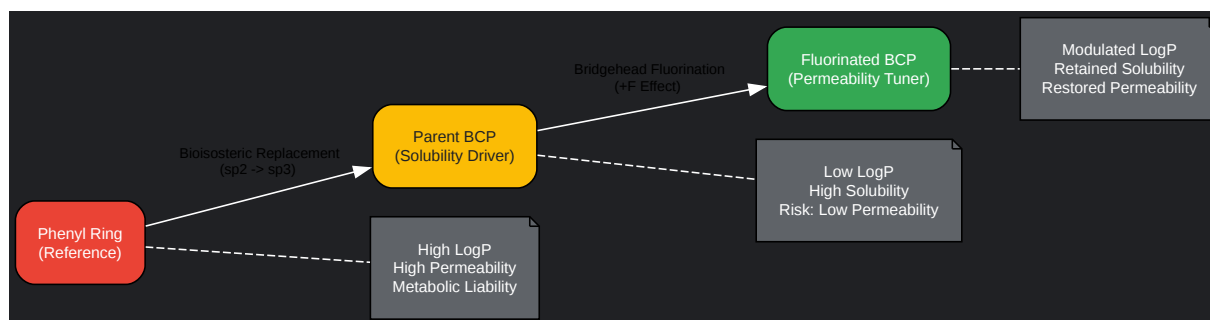 Phenyl Ring
(Reference)
Bioisosteric Replacement
(sp2 -> sp3)
High LogP
High Permeability
Metabolic Liability
Parent BCP
(Solubility Driver)
Bridgehead Fluorination
(+F Effect)
Low LogP
High Solubility
Risk: Low Permeability
Fluorinated BCP
(Permeability Tuner)
Modulated LogP
Retained Solubility
Restored Permeability